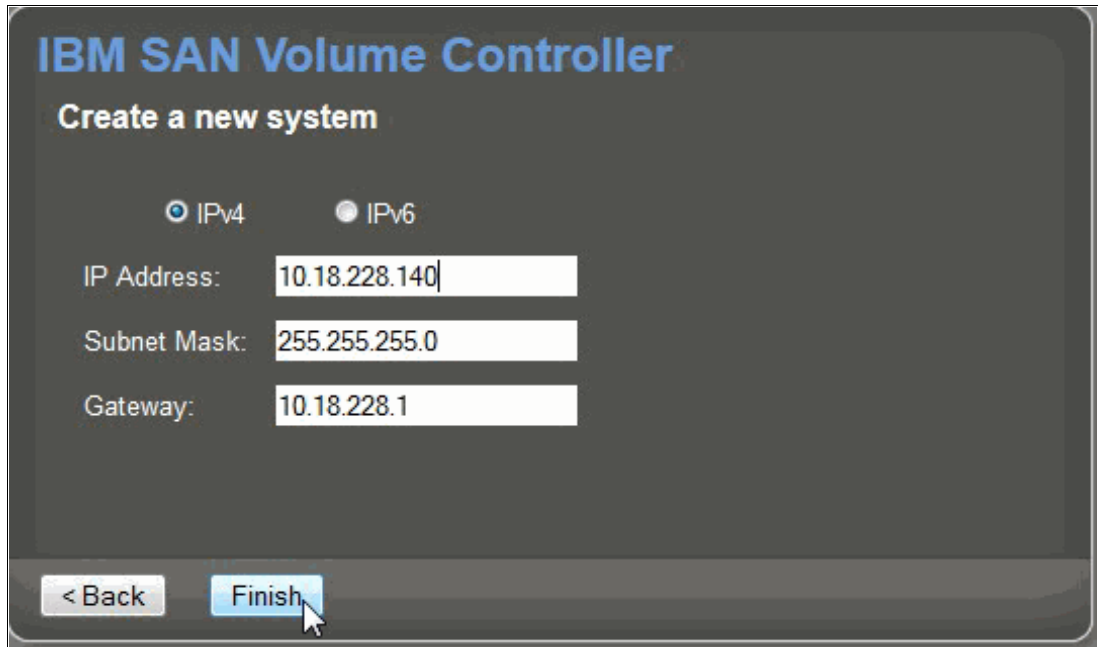 IBM SAN Volume Controller
Create a new system
IPv4 IPv6
IP Address: 10.18.228.140
Subnet Mask: 255.255.255.0
Gateway: 10.18.228.1
< Back Finish